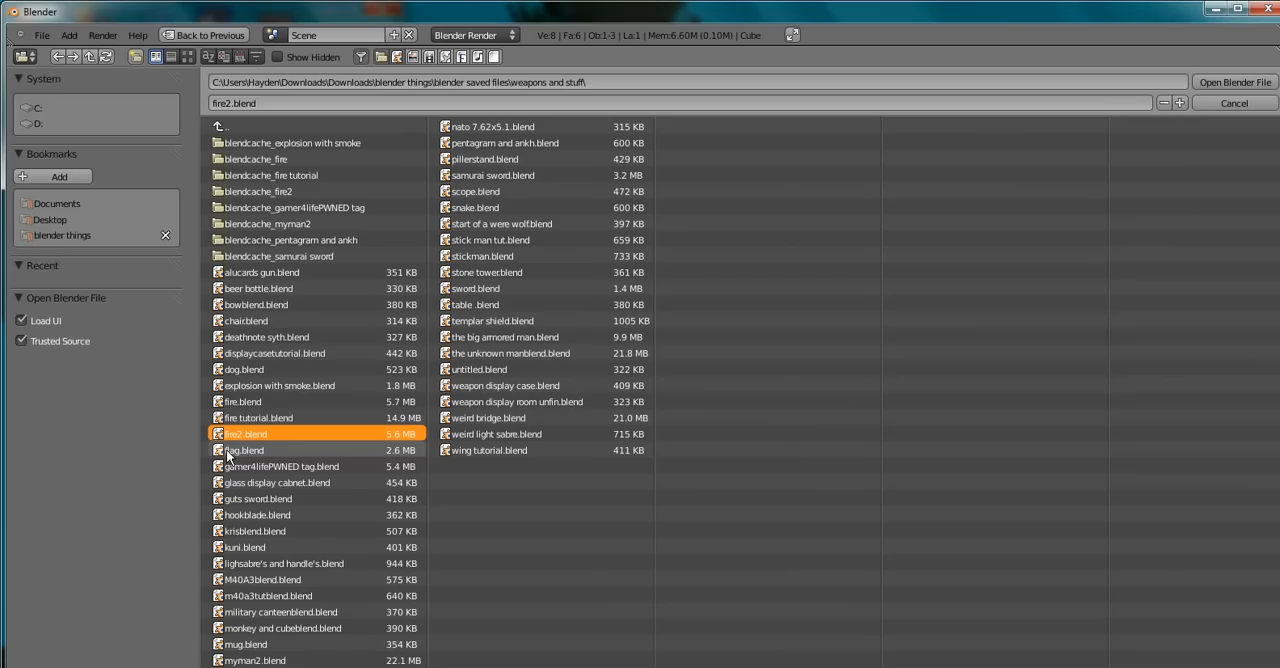 Blender
File Add Render Help Back to Previous Scene Blender Render Ve:8 | Fa:6 | Ob:1-3 | La:1 | Mem:6.60M (0.10M) | Cube
Show Hidden
System
C:
D:
Bookmarks
Add
Documents
Desktop
blender things
Recent
Open Blender File
Load UI
Trusted Source
C:\Users\Hayden\Downloads\Downloads\blender things\blender saved files\weapons and stuff\ Open Blender File
fire2.blend Cancel
..
blendcache_explosion with smoke
blendcache_fire
blendcache_fire tutorial
blendcache_fire2
blendcache_gamer4lifePWNED tag
blendcache_myman2
blendcache_pentagram and ankh
blendcache_samurai sword
alucards gun.blend 351 KB
beer bottle.blend 330 KB
bowblend.blend 380 KB
chair.blend 314 KB
deathnote syth.blend 327 KB
displaycasetutorial.blend 442 KB
dog.blend 523 KB
explosion with smoke.blend 1.8 MB
fire.blend 5.7 MB
fire tutorial.blend 14.9 MB
fire2.blend 5.6 MB
flag.blend 2.6 MB
gamer4lifePWNED tag.blend 5.4 MB
glass display cabnet.blend 454 KB
guts sword.blend 418 KB
hookblade.blend 362 KB
krisblend.blend 507 KB
kuni.blend 401 KB
lighsabre's and handle's.blend 944 KB
M40A3blend.blend 575 KB
m40a3tutblend.blend 640 KB
military canteenblend.blend 370 KB
monkey and cubeblend.blend 390 KB
mug.blend 354 KB
myman2.blend 22.1 MB
nato 7.62x5.1.blend 315 KB
pentagram and ankh.blend 600 KB
pillerstand.blend 429 KB
samurai sword.blend 3.2 MB
scope.blend 472 KB
snake.blend 600 KB
start of a were wolf.blend 397 KB
stick man tut.blend 659 KB
stickman.blend 733 KB
stone tower.blend 361 KB
sword.blend 1.4 MB
table .blend 380 KB
templar shield.blend 1005 KB
the big armored man.blend 9.9 MB
the unknown manblend.blend 21.8 MB
untitled.blend 322 KB
weapon display case.blend 409 KB
weapon display room unfin.blend 323 KB
weird bridge.blend 21.0 MB
weird light sabre.blend 715 KB
wing tutorial.blend 411 KB